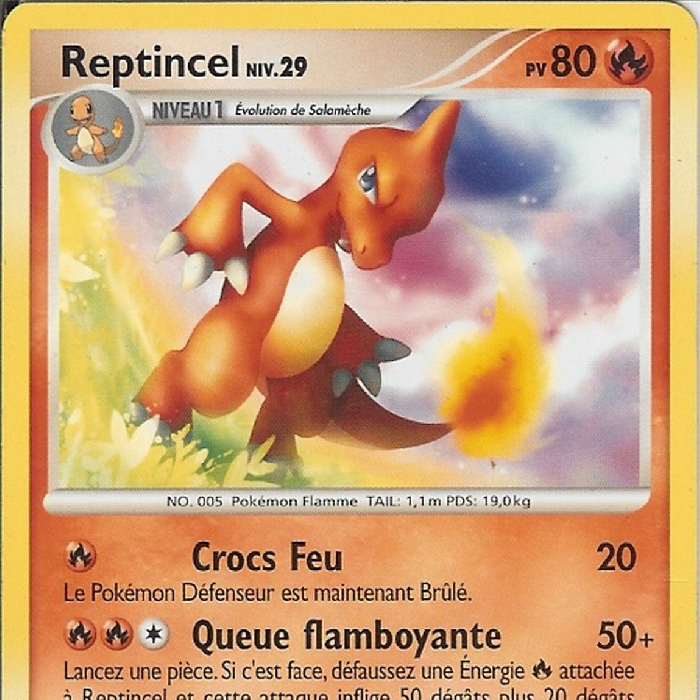 Reptincel NIV.29 PV 80
NIVEAU 1 Évolution de Salamèche
NO. 005 Pokémon Flamme TAIL: 1,1m PDS: 19,0kg
Crocs Feu 20
Le Pokémon Défenseur est maintenant Brûlé.
Queue flamboyante 50+
Lancez une pièce. Si c'est face, défaussez une Énergie attachée
à Reptincel et cette attaque inflige 50 dégâts plus 20 dégâts